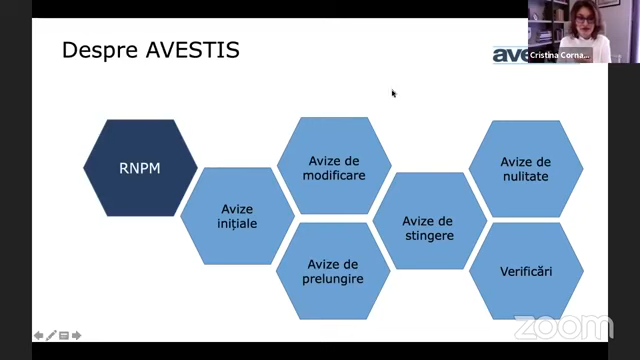 Despre AVESTIS
ave
Cristina Corna...
RNPM
Avize
inițiale
Avize de
modificare
Avize de
prelungire
Avize de
stingere
Avize de
nulitate
Verificări
zoom